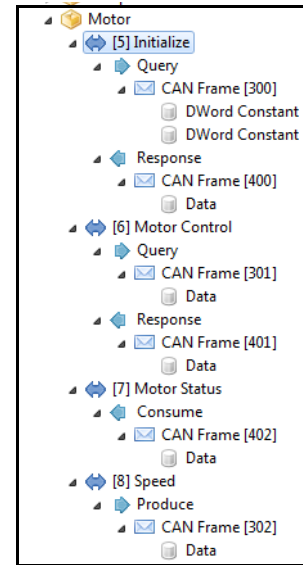 Motor
[5] Initialize
Query
CAN Frame [300]
DWord Constant
DWord Constant
Response
CAN Frame [400]
Data
[6] Motor Control
Query
CAN Frame [301]
Data
Response
CAN Frame [401]
Data
[7] Motor Status
Consume
CAN Frame [402]
Data
[8] Speed
Produce
CAN Frame [302]
Data